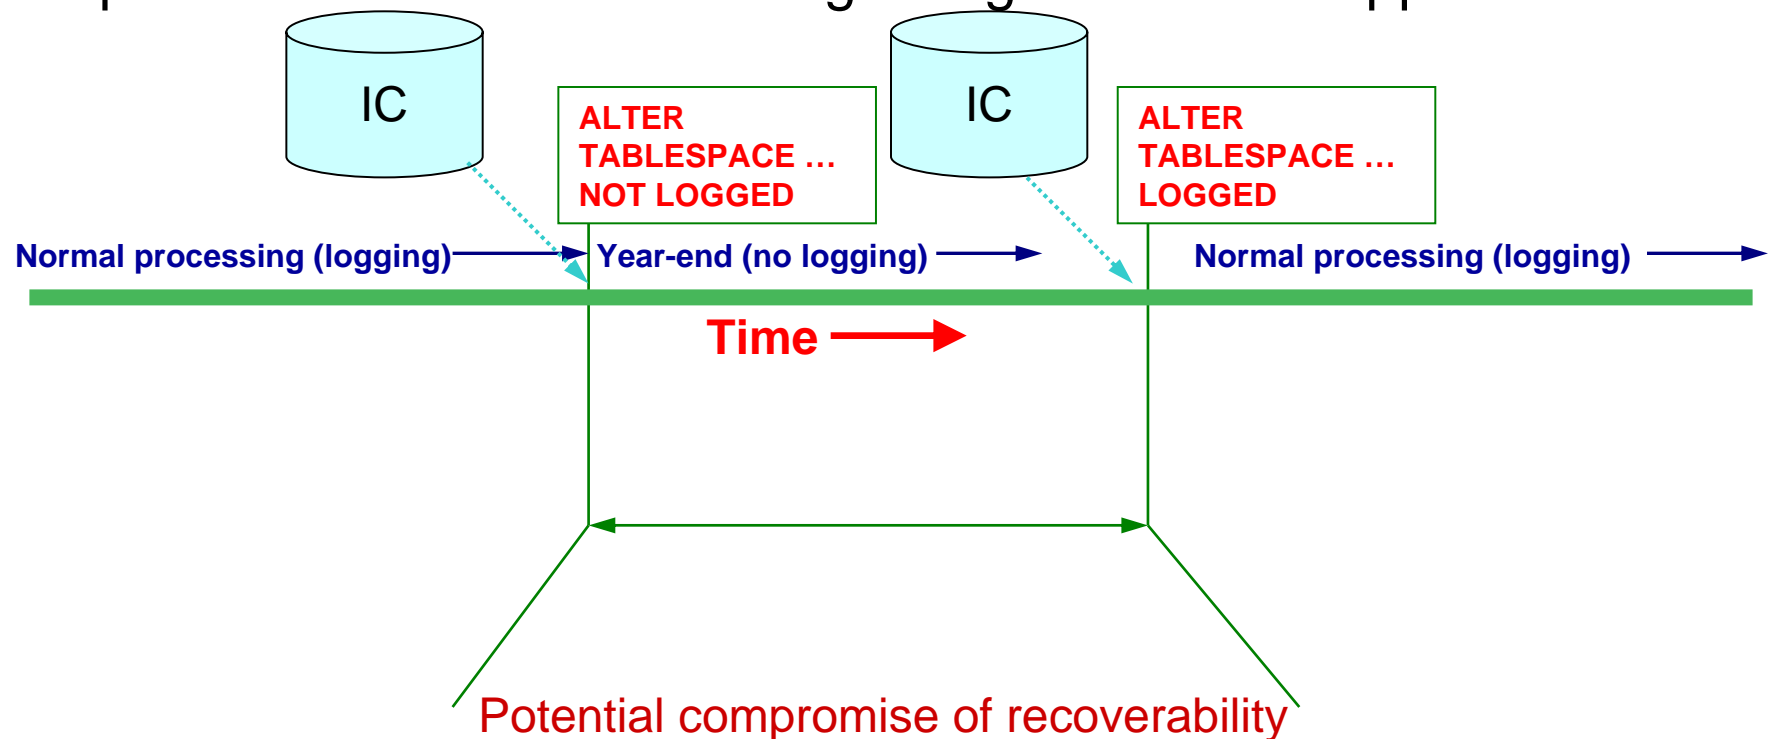 IC
IC
ALTER
TABLESPACE …
NOT LOGGED
ALTER
TABLESPACE …
LOGGED
Normal processing (logging)
Year-end (no logging)
Normal processing (logging)
Time
Potential compromise of recoverability